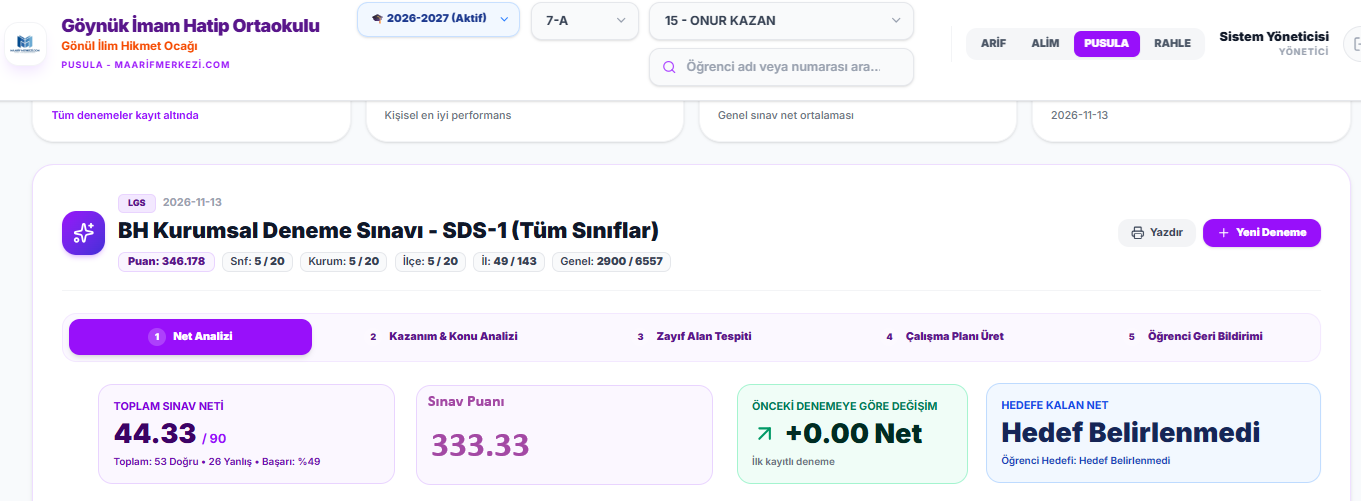 Göynük İmam Hatip Ortaokulu
Gönül İlim Hikmet Ocağı
PUSULA - MAARİFMERKEZİ.COM
2026-2027 (Aktif)
7-A
15 - ONUR KAZAN
Öğrenci adı veya numarası ara...
ARİF
ALİM
PUSULA
RAHLE
Sistem Yöneticisi
YÖNETİCİ
Tüm denemeler kayıt altında
Kişisel en iyi performans
Genel sınav net ortalaması
2026-11-13
LGS 2026-11-13
BH Kurumsal Deneme Sınavı - SDS-1 (Tüm Sınıflar)
Puan: 346.178
Snf: 5 / 20
Kurum: 5 / 20
İlçe: 5 / 20
İl: 49 / 143
Genel: 2900 / 6557
Yazdır
+ Yeni Deneme
1 Net Analizi
2 Kazanım & Konu Analizi
3 Zayıf Alan Tespiti
4 Çalışma Planı Üret
5 Öğrenci Geri Bildirimi
TOPLAM SINAV NETİ
44.33 / 90
Toplam: 53 Doğru • 26 Yanlış • Başarı: %49
Sınav Puanı
333.33
ÖNCEKİ DENEMEYE GÖRE DEĞİŞİM
+0.00 Net
İlk kayıtlı deneme
HEDEFE KALAN NET
Hedef Belirlenmedi
Öğrenci Hedefi: Hedef Belirlenmedi